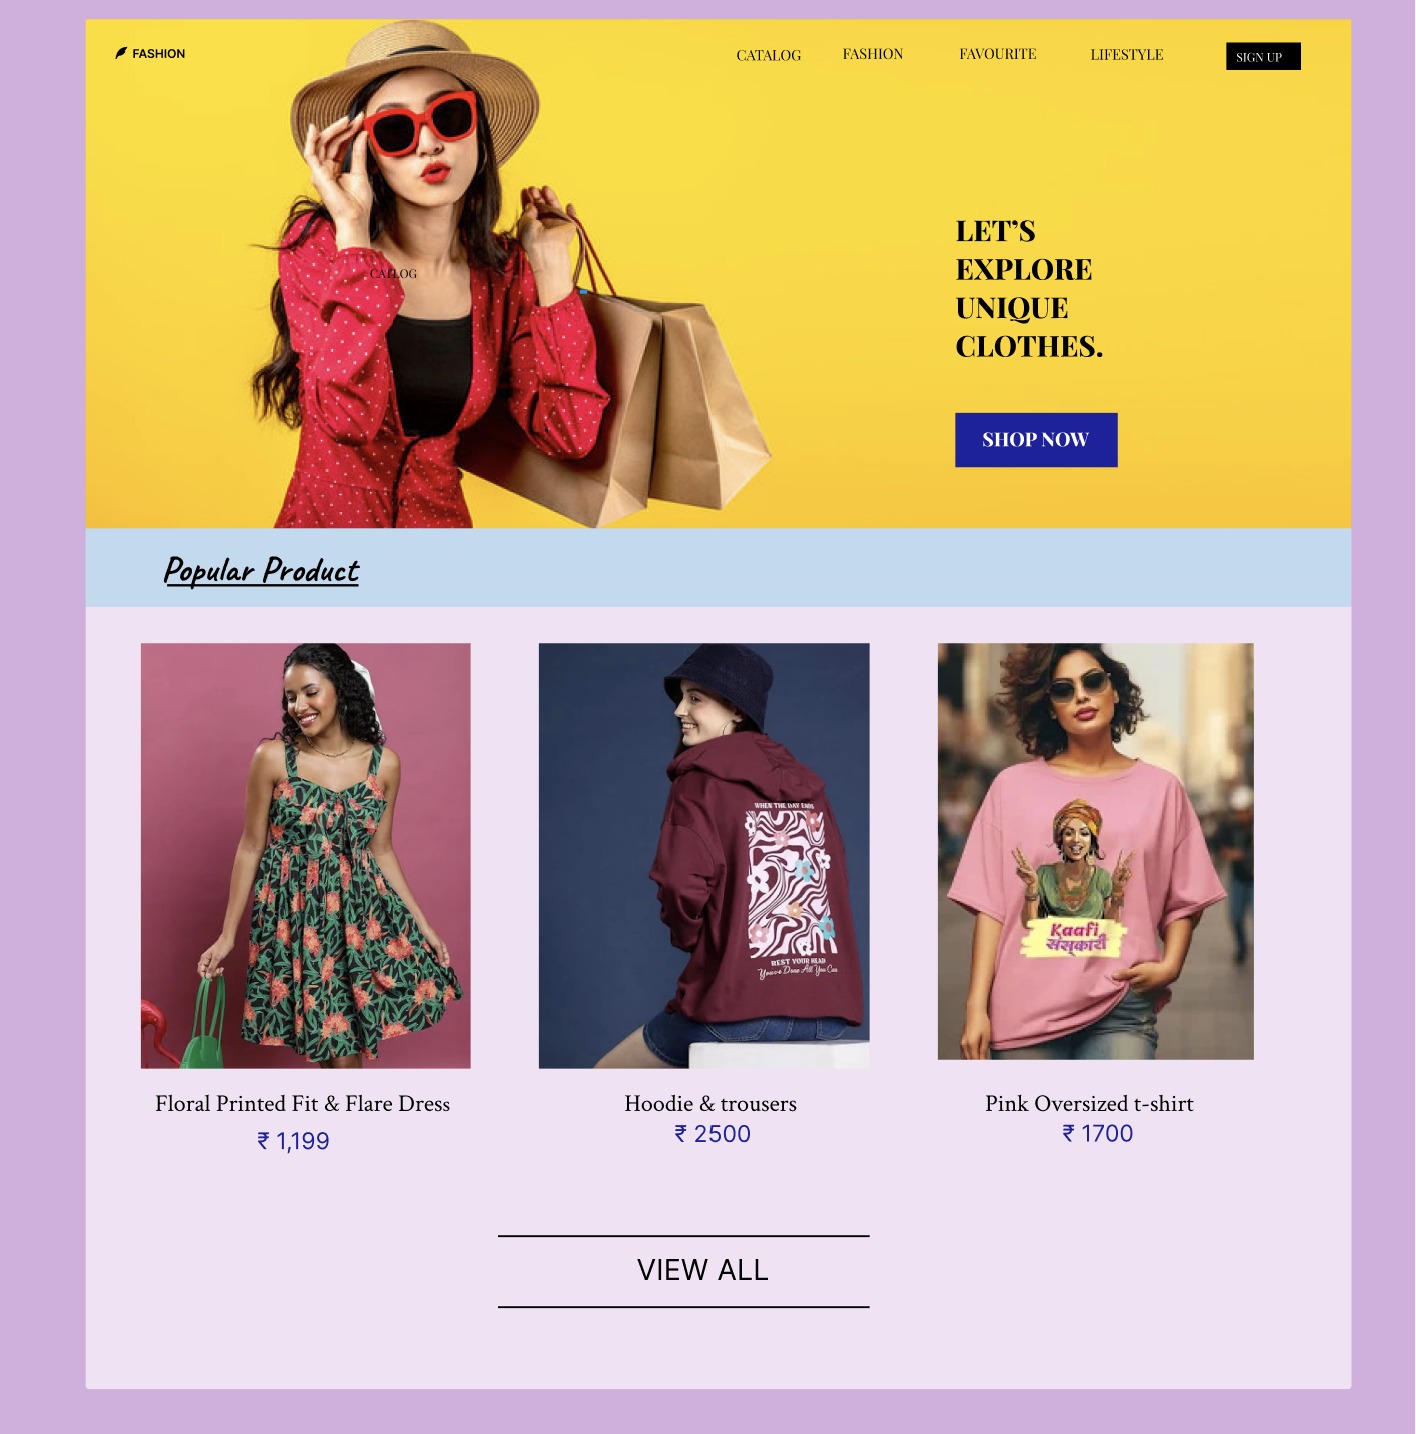 FASHION
CATALOG
FASHION
FAVOURITE
LIFESTYLE
SIGN UP
LET’S
EXPLORE
UNIQUE
CLOTHES.
CATLOG
SHOP NOW
Popular Product
WHEN THE DAY ENDS
REST YOUR HEAD
You've Done All You Can
Kaafi
संस्कारी
Floral Printed Fit & Flare Dress
Hoodie & trousers
Pink Oversized t-shirt
₹ 1,199
₹ 2500
₹ 1700
VIEW ALL